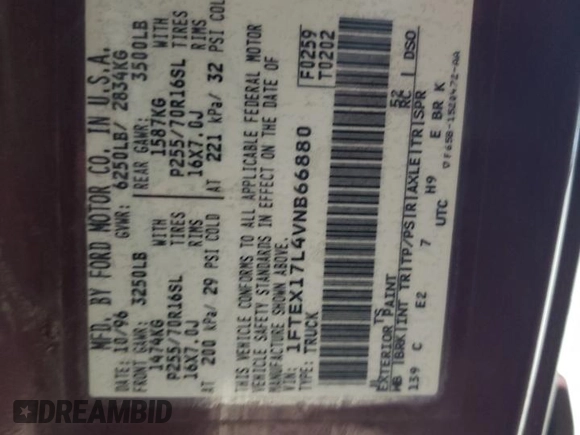 MFD. BY FORD MOTOR CO. IN U.S.A.
DATE: 10/96 GVWR: 6250LB/ 2834KG
FRONT GAWR: 3250LB REAR GAWR: 3500LB
1474KG WITH 1587KG WITH
P255/70R16SL TIRES P255/70R16SL TIRES
16X7.0J RIMS 16X7.0J RIMS
AT 200 kPa/ 29 PSI COLD AT 221 kPa/ 32 PSI COL
THIS VEHICLE CONFORMS TO ALL APPLICABLE FEDERAL MOTOR
VEHICLE SAFETY STANDARDS IN EFFECT ON THE DATE OF
MANUFACTURE SHOWN ABOVE.
VIN: 1FTEX17L4VNB66880 F0259
TYPE: TRUCK T0202
JL TS 52
EXTERIOR PAINT RC DSO
WB BRK INT TR TP/PS R AXLE TR SPR
139 C E2 7 H9 E BR K
UTC
DREAMBID